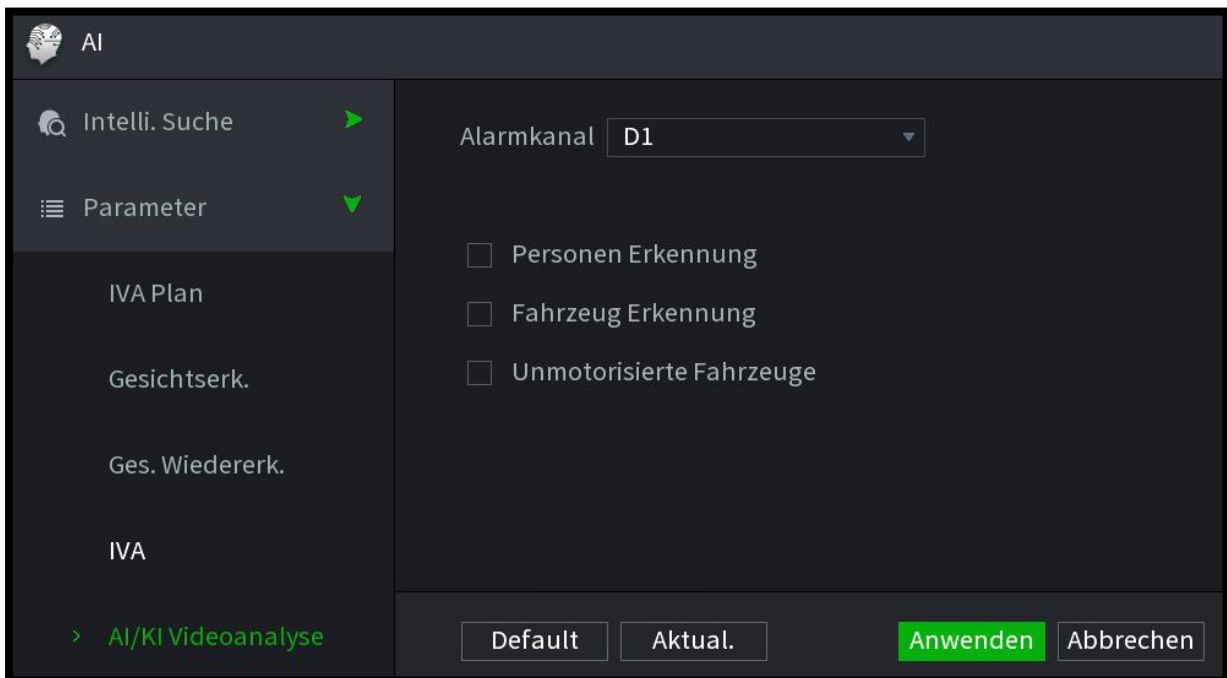 AI
Intelli. Suche
Parameter
IVA Plan
Gesichtserk.
Ges. Wiedererk.
IVA
AI/KI Videoanalyse
Alarmkanal D1
Personen Erkennung
Fahrzeug Erkennung
Unmotorisierte Fahrzeuge
Default Aktual. Anwenden Abbrechen